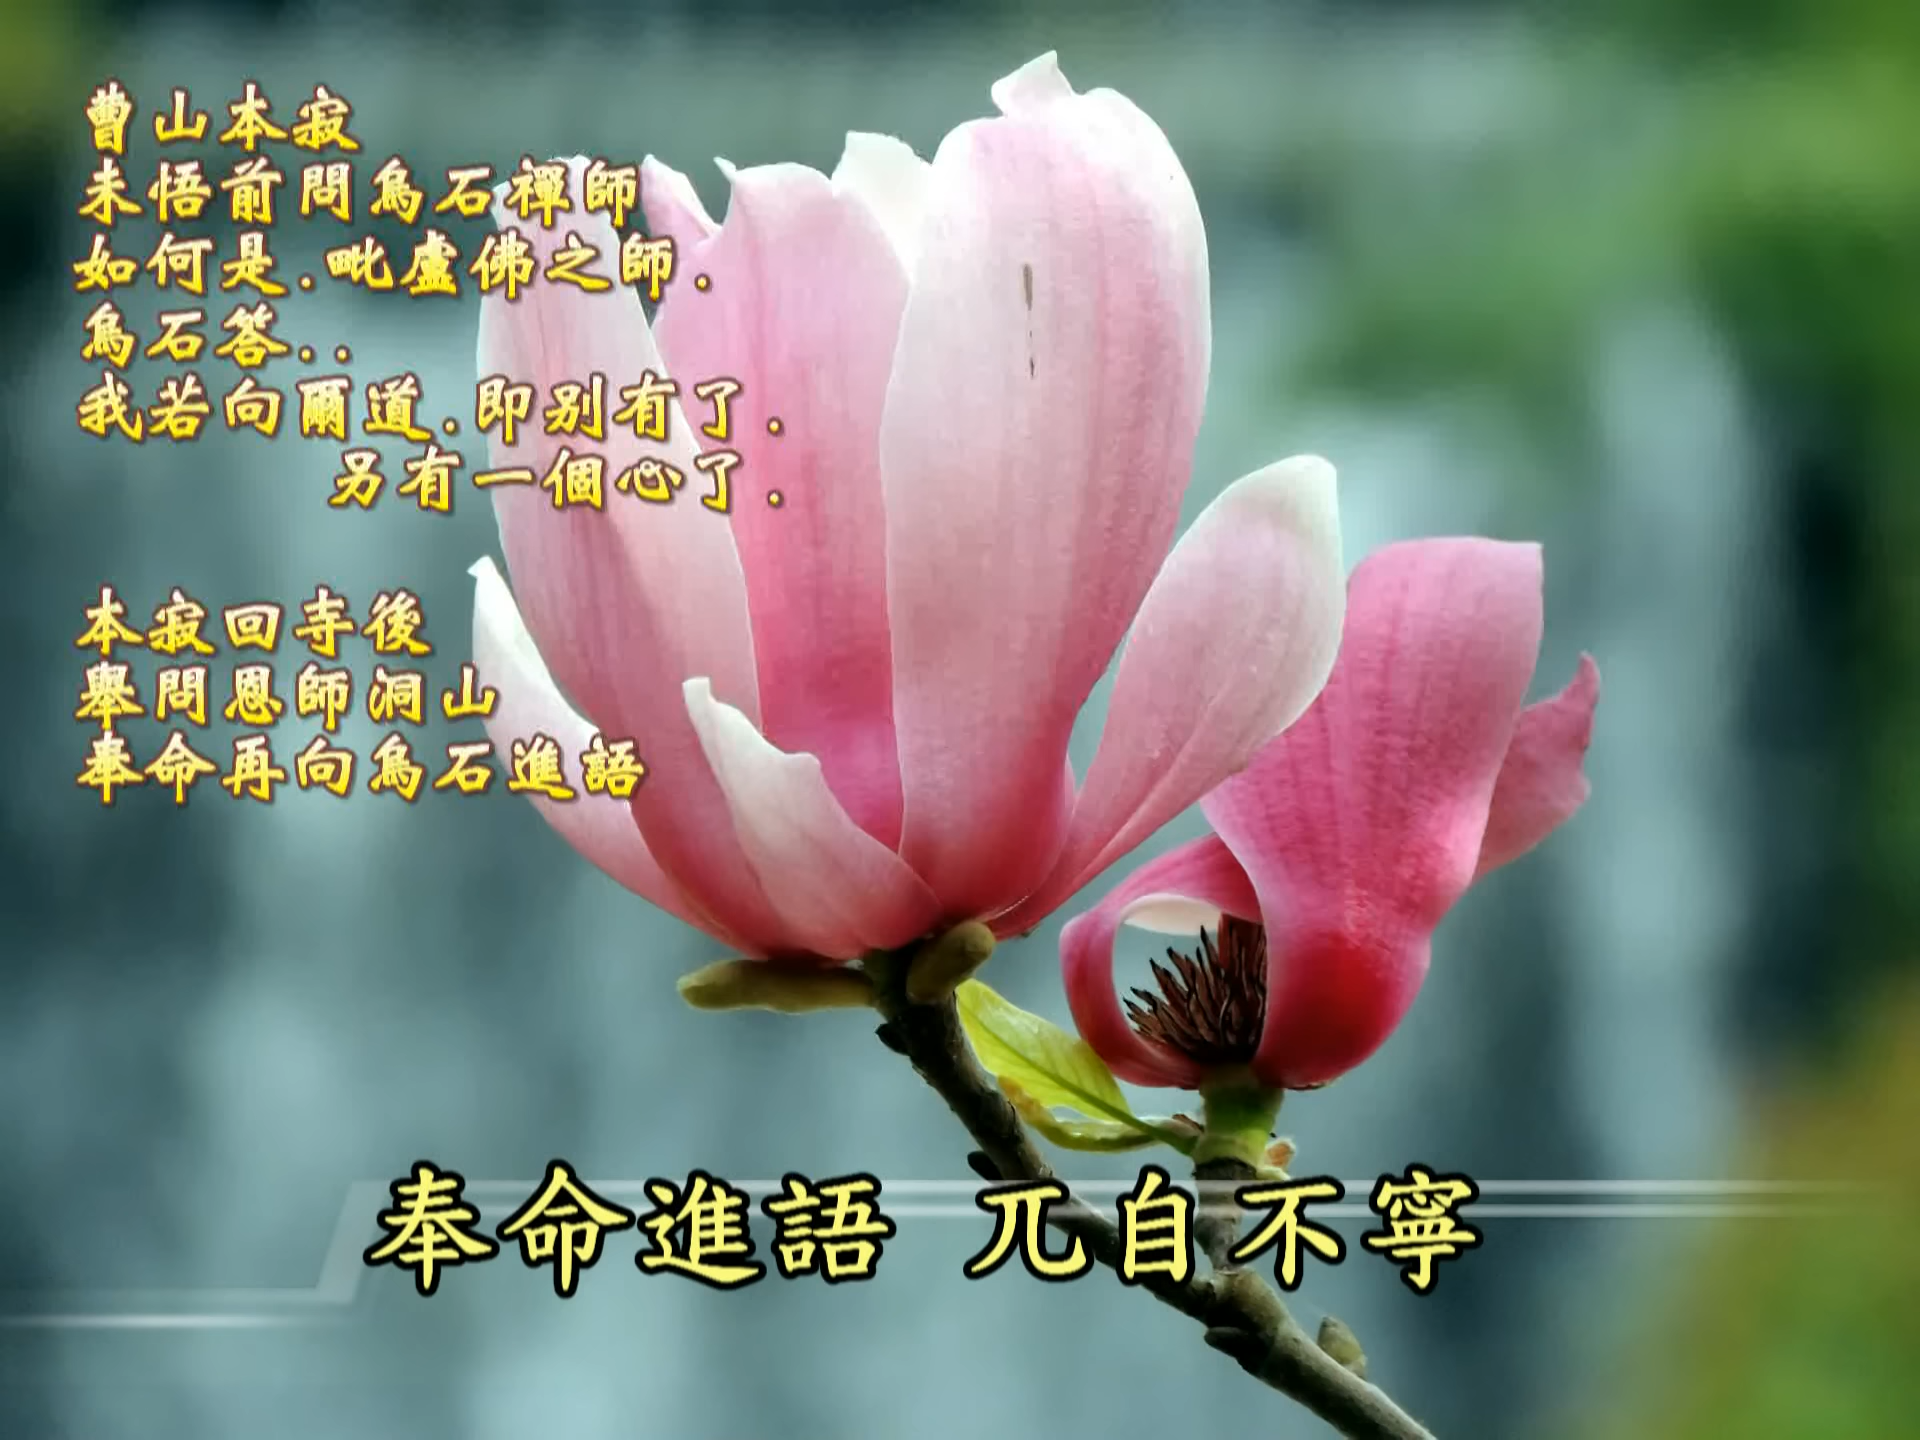 曹山本寂
未悟前問烏石禪師
如何是.毗盧佛之師.
烏石答..
我若向爾道.即别有了.
另有一個心了.
本寂回寺後
舉問恩師洞山
奉命再向烏石進語
奉命進語 兀自不寧